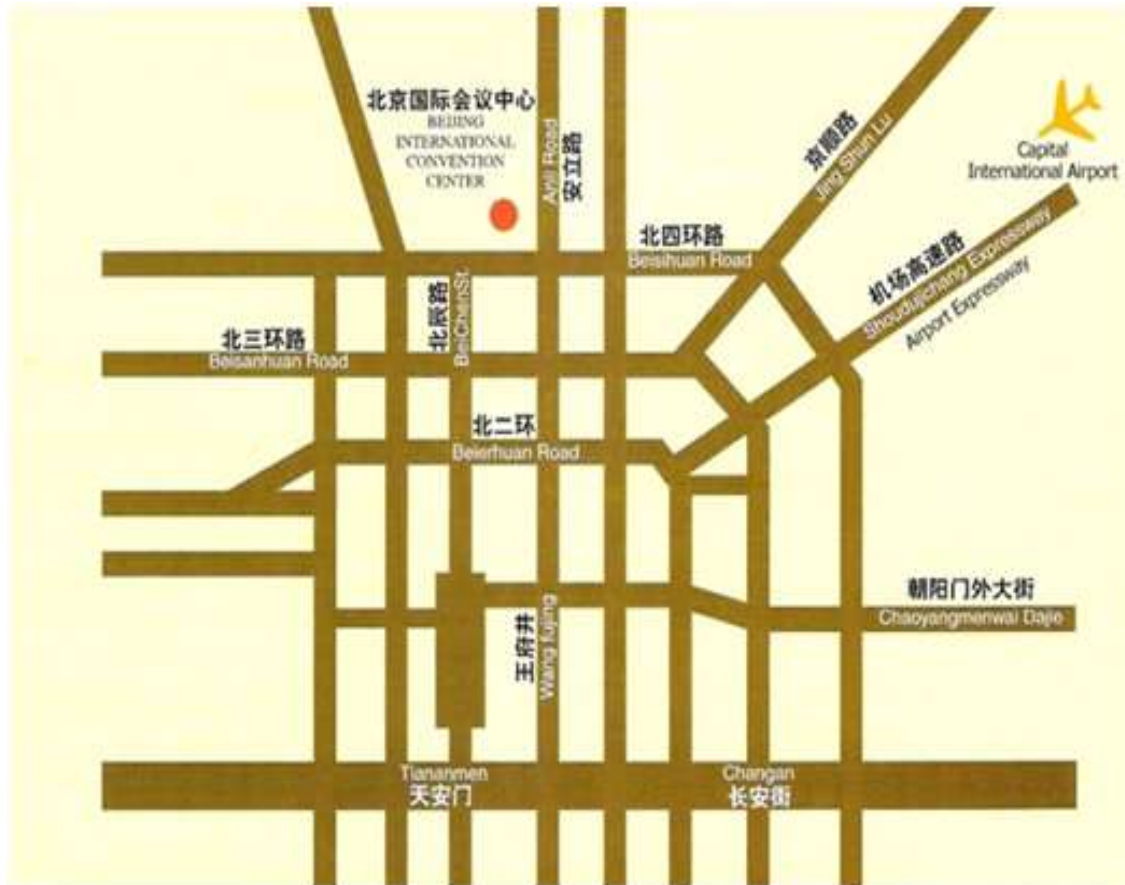 北京国际会议中心
BEIJING
INTERNATIONAL
CONVENTION
CENTER
Anli Road
安立路
京顺路
Jing Shun Lu
Capital
International Airport
北四环路
Beisihuan Road
机场高速路
Shoudujichang Expressway
Airport Expressway
北辰路
BeiChenSt.
北三环路
Beisanhuan Road
北二环
Beierhuan Road
朝阳门外大街
Chaoyangmenwai Dajie
王府井
Wang fujing
Tiananmen
天安门
Changan
长安街